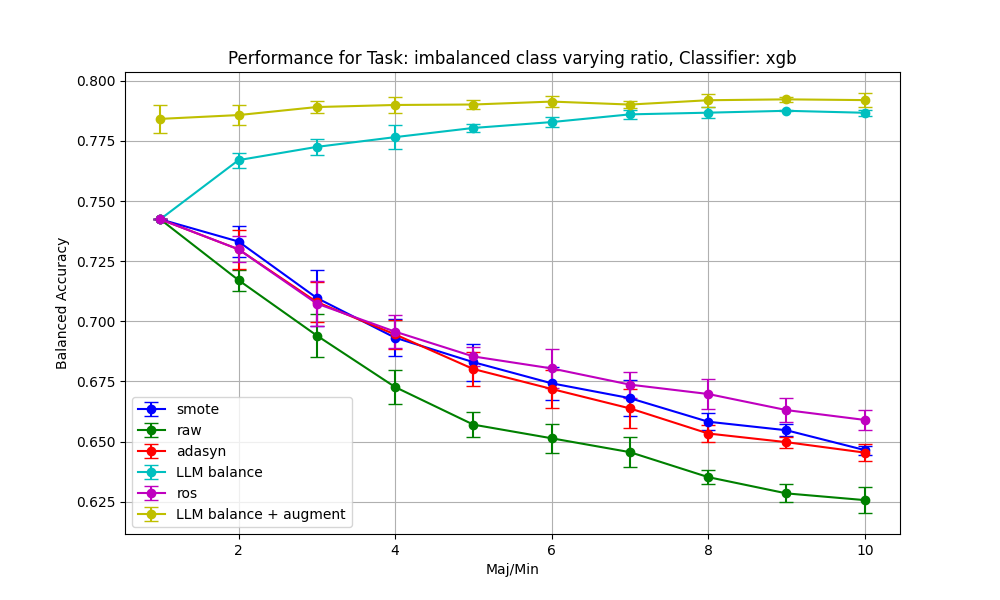 Performance for Task: imbalanced class varying ratio, Classifier: xgb
Balanced Accuracy
0.800
0.775
0.750
0.725
0.700
0.675
0.650
0.625
smote
raw
adasyn
LLM balance
ros
LLM balance + augment
2 4 6 8 10
Maj/Min